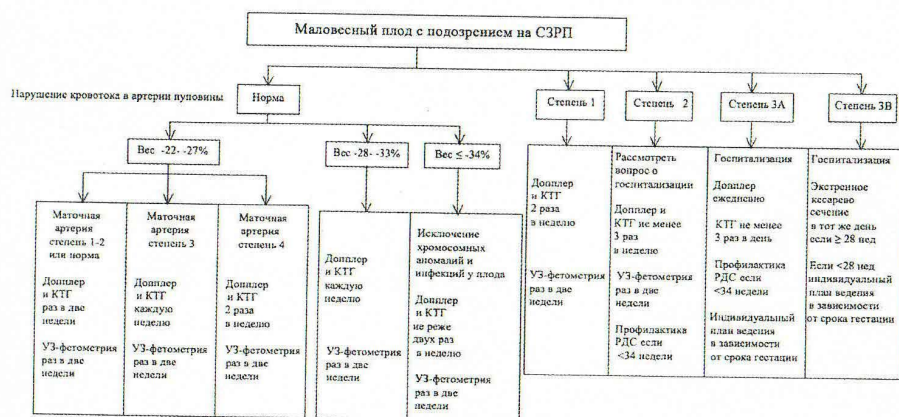 Маловесный плод с подозрением на СЗРП
Нарушение кровотока в артерии пуповины
Норма
Степень 1
Степень 2
Степень 3А
Степень 3В
Вес -22- -27%
Вес -28- -33%
Вес ≤ -34%
Маточная
артерия
степень 1-2
или норма
Допплер
и КТГ
раз в две
недели
УЗ-фетометрия
раз в две
недели
Маточная
артерия
степень 3
Допплер
и КТГ
каждую
неделю
УЗ-фетометрия
раз в две
недели
Маточная
артерия
степень 4
Допплер
и КТГ
2 раза
в неделю
УЗ-фетометрия
раз в две
недели
Допплер
и КТГ
каждую
неделю
УЗ-фетометрия
раз в две
недели
Исключение
хромосомных
аномалий и
инфекций у плода
Допплер
и КТГ
не реже
двух раз
в неделю
УЗ-фетометрия
раз в две
недели
Допплер
и КТГ
2 раза
в неделю
УЗ-фетометрия
раз в две
недели
Рассмотреть
вопрос о
госпитализации
Допплер и
КТГ не менее
3 раз
в неделю
УЗ-фетометрия
раз в две
недели
Профилактика
РДС если
<34 недели
Госпитализация
Допплер
ежедневно
КТГ не менее
3 раз в день
Профилактика
РДС если
<34 недели
Индивидуальный
план ведения
в зависимости
от срока гестации
Госпитализация
Экстренное
кесарево
сечение
в тот же день
если ≥ 28 нед
Если <28 нед
индивидуальный
план ведения
в зависимости
от срока гестации